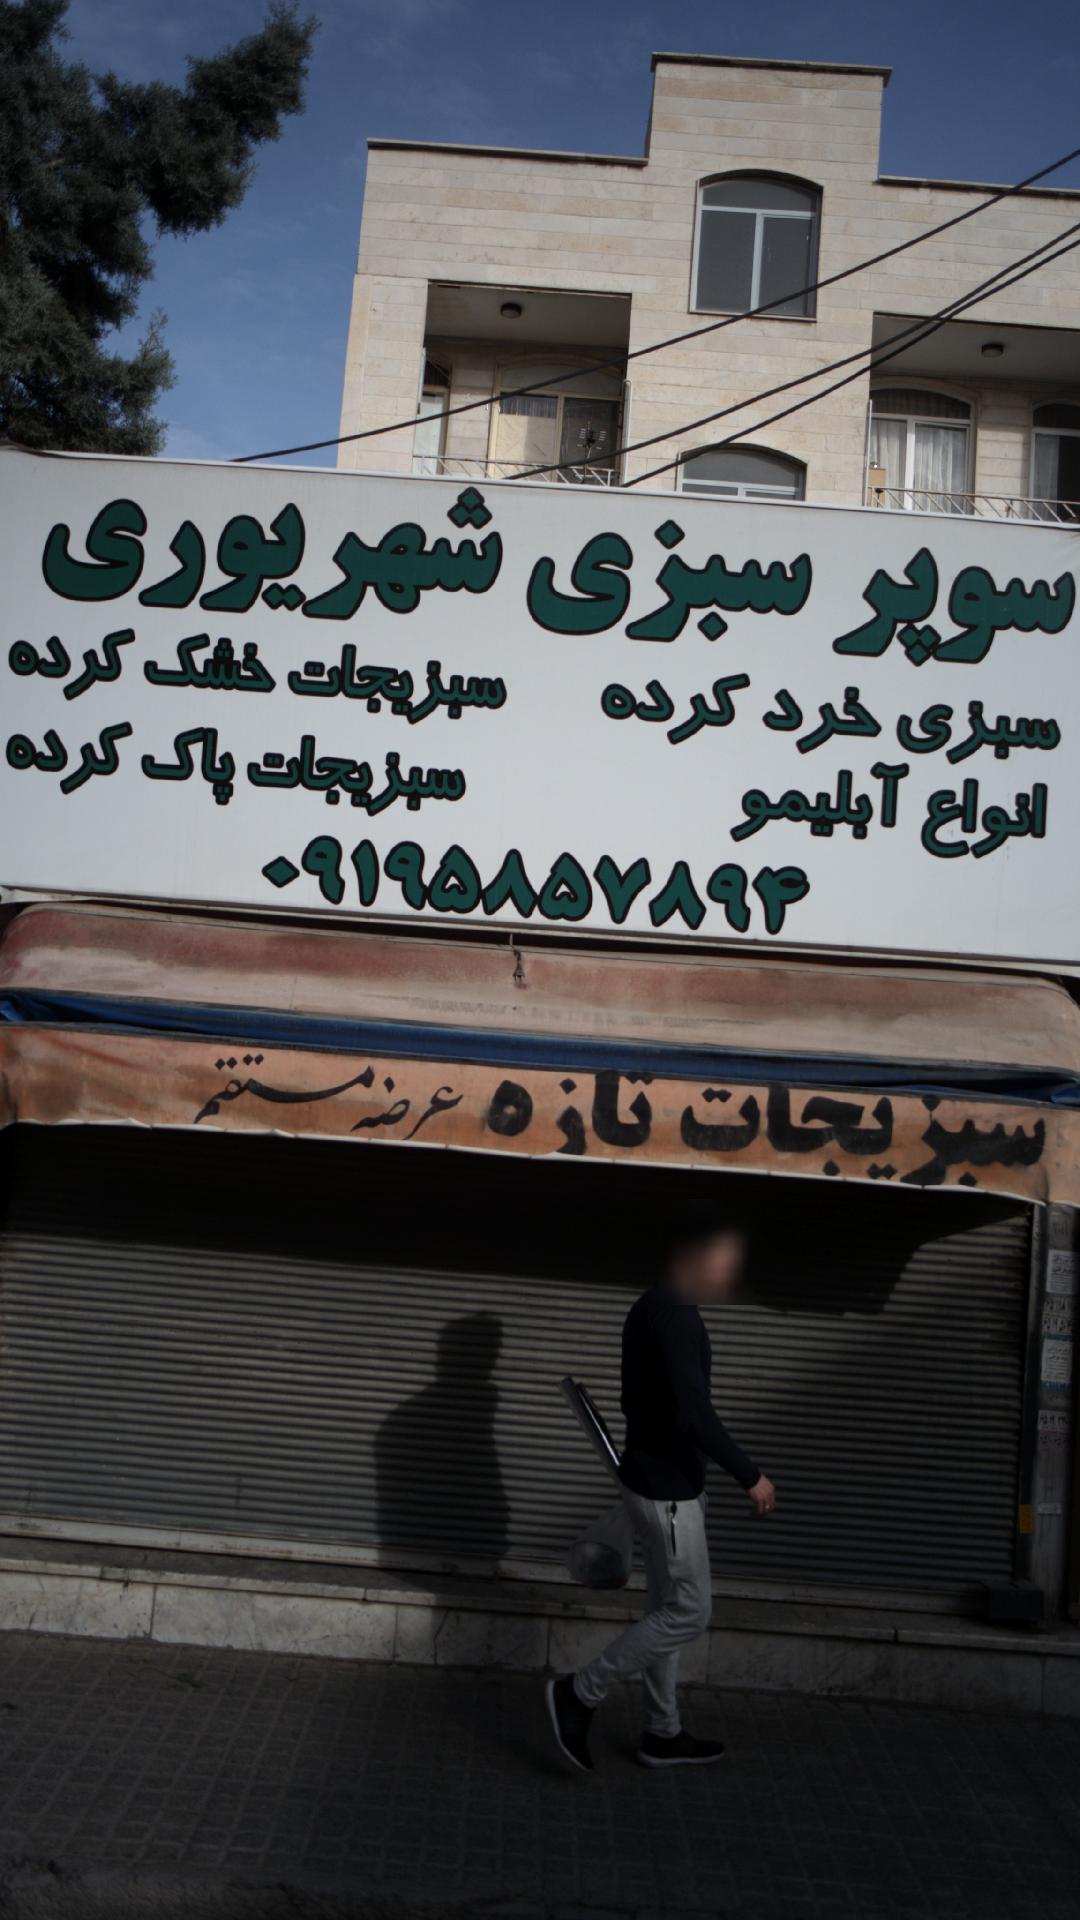 سوپر سبزی شهریوری
سبزی خرد کرده
سبزیجات خشک کرده
انواع آبلیمو
سبزیجات پاک کرده
۰۹۱۹۵۸۵۷۸۹۴
سبزیجات تازه عرضه مستقیم